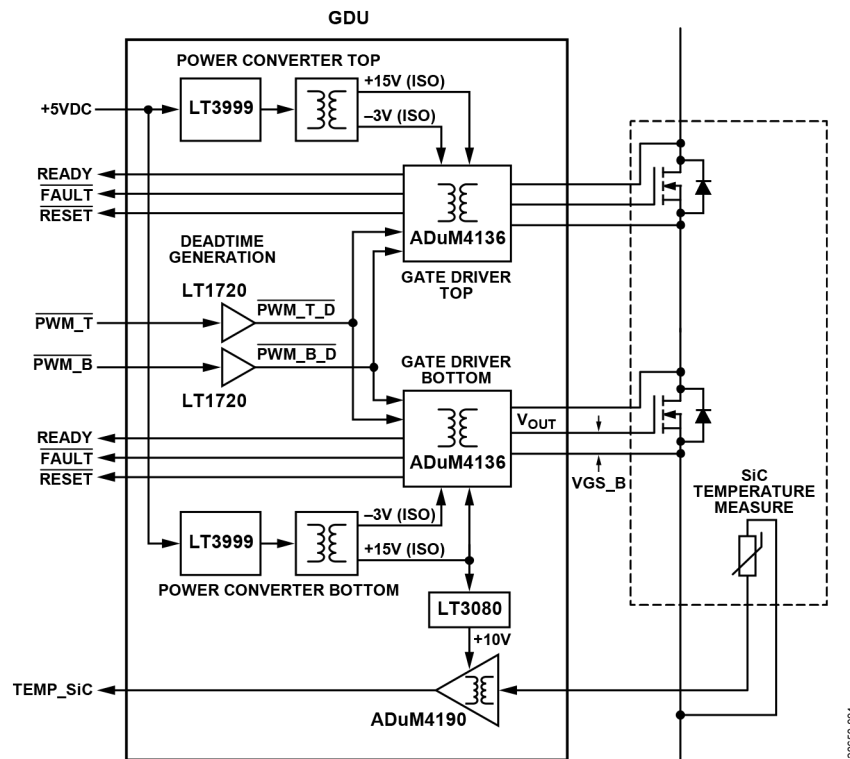 GDU
POWER CONVERTER TOP
+15V (ISO)
+5VDC
LT3999
–3V (ISO)
READY
FAULT
RESET
ADuM4136
DEADTIME
GENERATION
GATE DRIVER
TOP
LT1720
PWM_T
PWM_T_D
PWM_B
PWM_B_D
LT1720
GATE DRIVER
BOTTOM
VOUT
READY
FAULT
RESET
ADuM4136
VGS_B
SiC
TEMPERATURE
MEASURE
–3V (ISO)
LT3999
+15V (ISO)
POWER CONVERTER BOTTOM
LT3080
+10V
TEMP_SiC
ADuM4190